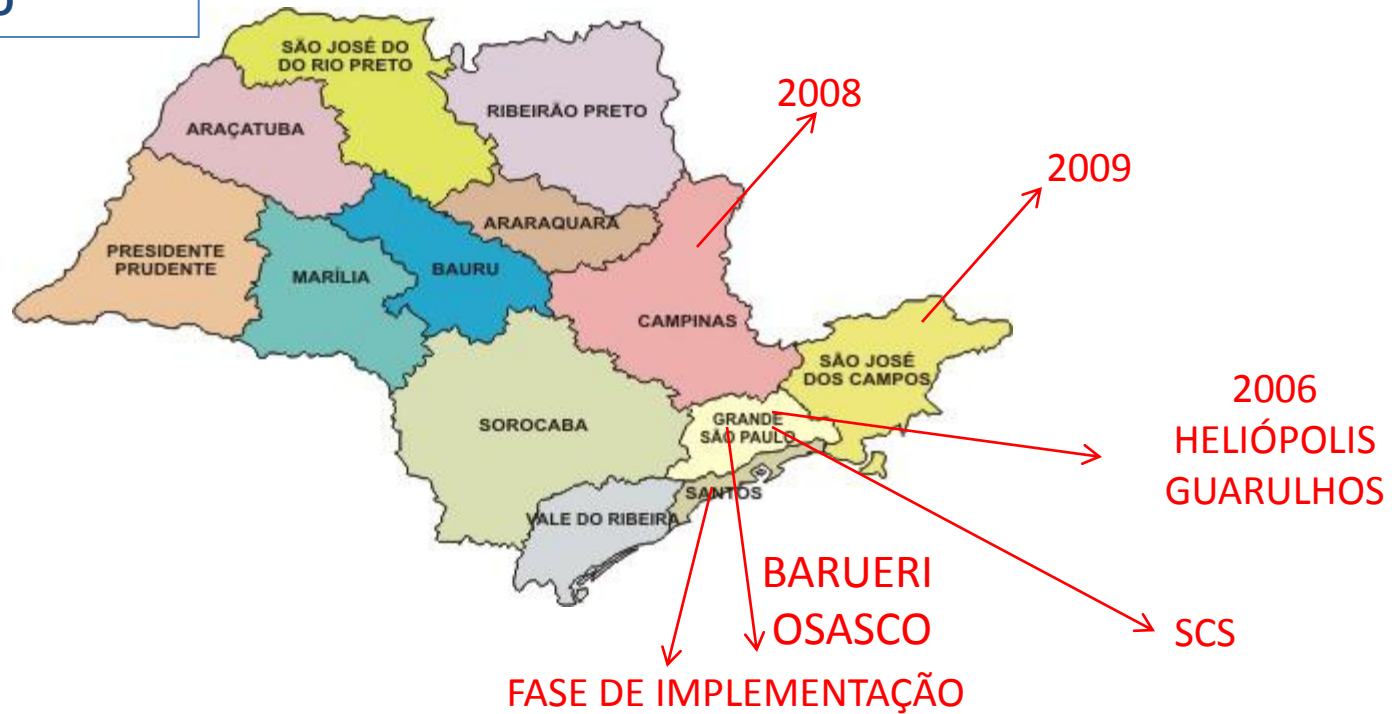 SÃO JOSÉ DO
DO RIO PRETO
RIBEIRÃO PRETO
2008
ARAÇATUBA
2009
ARARAQUARA
PRESIDENTE
PRUDENTE
MARÍLIA
BAURU
CAMPINAS
SÃO JOSÉ
DOS CAMPOS
SOROCABA
GRANDE
SÃO PAULO
2006
HELIÓPOLIS
GUARULHOS
SANTOS
VALE DO RIBEIRA
BARUERI
OSASCO
SCS
FASE DE IMPLEMENTAÇÃO